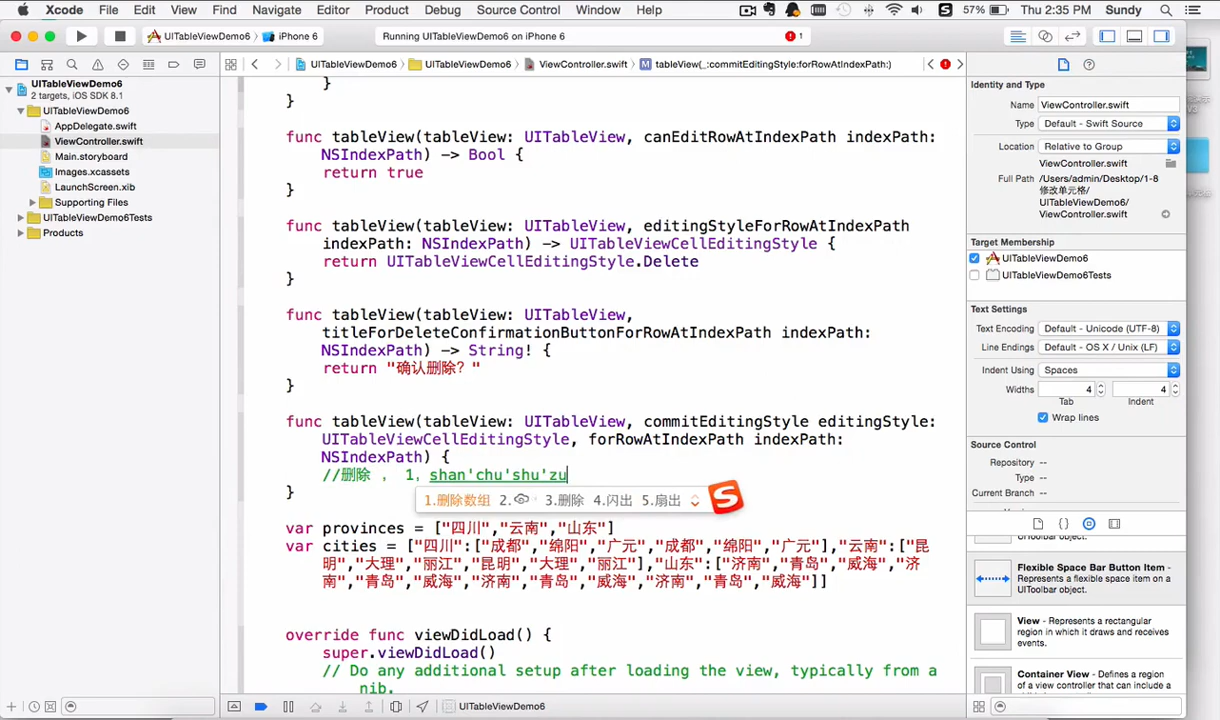 Xcode File Edit View Find Navigate Editor Product Debug Source Control Window Help 57% Thu 2:35 PM Sundy
UITableViewDemo6 iPhone 6 Running UITableViewDemo6 on iPhone 6 1
UITableViewDemo6 UITableViewDemo6 ViewController.swift M tableView(_:commitEditingStyle:forRowAtIndexPath:)
UITableViewDemo6
2 targets, iOS SDK 8.1
UITableViewDemo6
AppDelegate.swift
ViewController.swift
Main.storyboard
Images.xcassets
LaunchScreen.xib
Supporting Files
UITableViewDemo6Tests
Products
}
}
func tableView(tableView: UITableView, canEditRowAtIndexPath indexPath:
NSIndexPath) -> Bool {
return true
}
func tableView(tableView: UITableView, editingStyleForRowAtIndexPath
indexPath: NSIndexPath) -> UITableViewCellEditingStyle {
return UITableViewCellEditingStyle.Delete
}
func tableView(tableView: UITableView,
titleForDeleteConfirmationButtonForRowAtIndexPath indexPath:
NSIndexPath) -> String! {
return "确认删除？"
}
func tableView(tableView: UITableView, commitEditingStyle editingStyle:
UITableViewCellEditingStyle, forRowAtIndexPath indexPath:
NSIndexPath) {
//删除 ， 1，shan'chu'shu'zu
1.删除数组 2. 3.删除 4.闪出 5.扇出 S
}
var provinces = ["四川","云南","山东"]
var cities = ["四川":["成都","绵阳","广元","成都","绵阳","广元"],"云南":["昆
明","大理","丽江","昆明","大理","丽江"],"山东":["济南","青岛","威海","济
南","青岛","威海","济南","青岛","威海","济南","青岛","威海"]]
override func viewDidLoad() {
super.viewDidLoad()
// Do any additional setup after loading the view, typically from a
nib.
UITableViewDemo6
Identity and Type
Name ViewController.swift
Type Default - Swift Source
Location Relative to Group
ViewController.swift
Full Path /Users/admin/Desktop/1-8
修改单元格/
UITableViewDemo6/
ViewController.swift
Target Membership
UITableViewDemo6
UITableViewDemo6Tests
Text Settings
Text Encoding Default - Unicode (UTF-8)
Line Endings Default - OS X / Unix (LF)
Indent Using Spaces
Widths 4 4
Tab Indent
Wrap lines
Source Control
Repository --
Type --
Current Branch --
UIToolbar object.
Flexible Space Bar Button Item -
Represents a flexible space item on a
UIToolbar object.
View - Represents a rectangular
region in which it draws and receives
events.
Container View - Defines a region
of a view controller that can include a